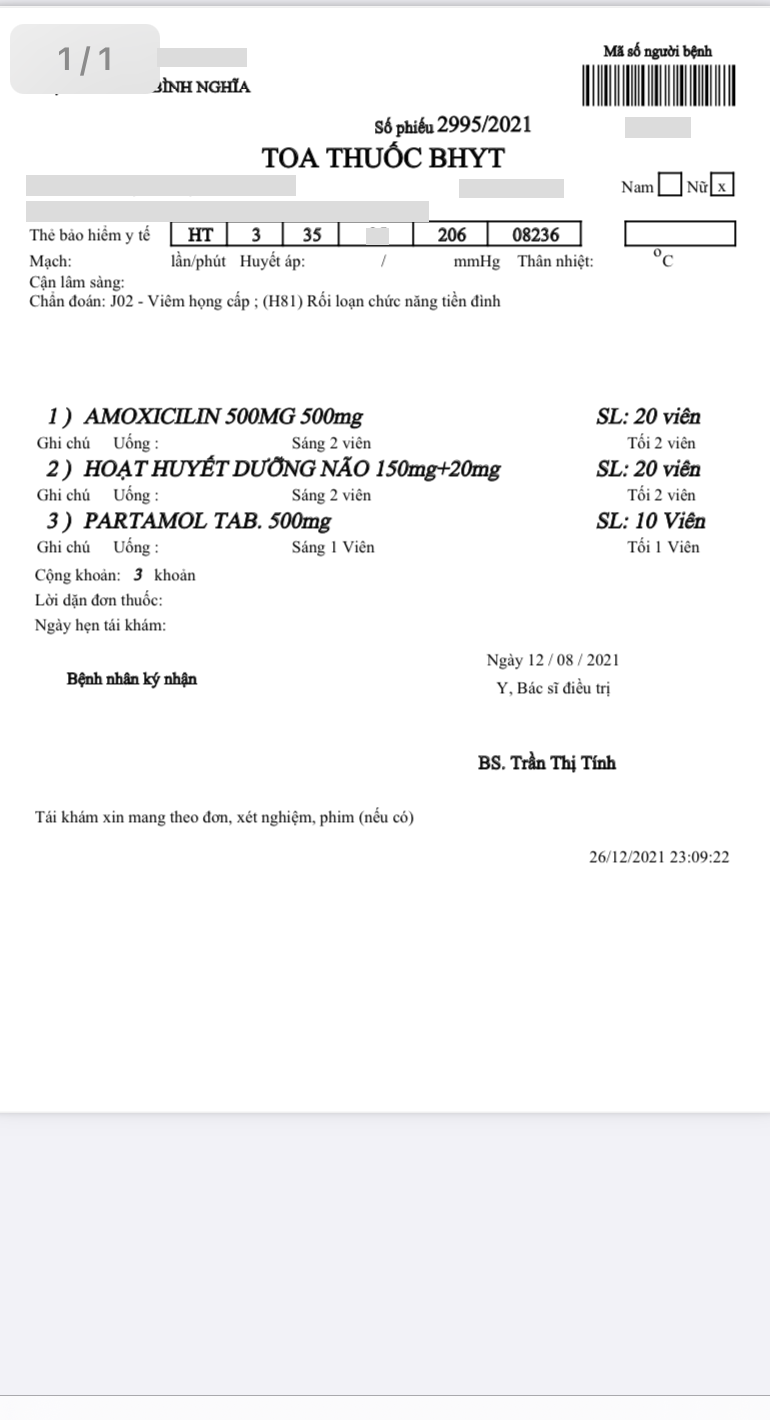 1 / 1
BÌNH NGHĨA
Mã số người bệnh
Số phiếu 2995/2021
TOA THUỐC BHYT
Nam Nữ x
Thẻ bảo hiểm y tế HT 3 35 206 08236
Mạch: lần/phút Huyết áp: / mmHg Thân nhiệt: °C
Cận lâm sàng:
Chẩn đoán: J02 - Viêm họng cấp ; (H81) Rối loạn chức năng tiền đình
1 ) AMOXICILIN 500MG 500mg SL: 20 viên
Ghi chú Uống : Sáng 2 viên Tối 2 viên
2 ) HOẠT HUYẾT DƯỠNG NÃO 150mg+20mg SL: 20 viên
Ghi chú Uống : Sáng 2 viên Tối 2 viên
3 ) PARTAMOL TAB. 500mg SL: 10 Viên
Ghi chú Uống : Sáng 1 Viên Tối 1 Viên
Cộng khoản: 3 khoản
Lời dặn đơn thuốc:
Ngày hẹn tái khám:
Ngày 12 / 08 / 2021
Bệnh nhân ký nhận Y, Bác sĩ điều trị
BS. Trần Thị Tính
Tái khám xin mang theo đơn, xét nghiệm, phim (nếu có)
26/12/2021 23:09:22